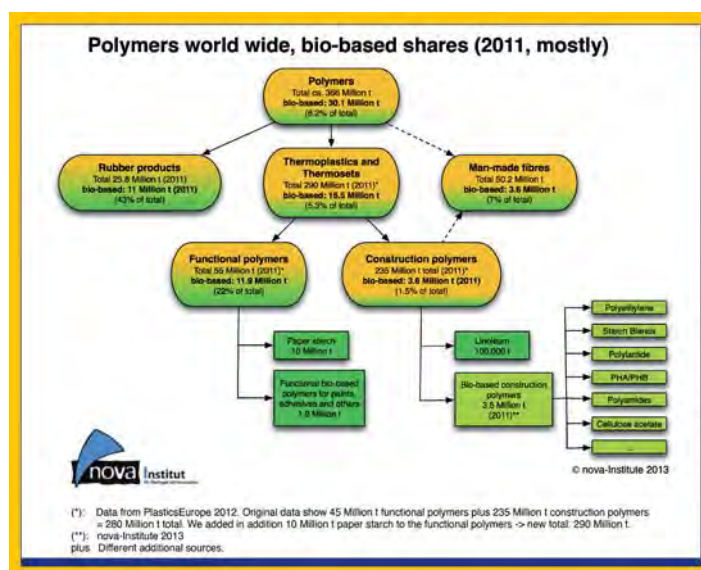 Polymers world wide, bio-based shares (2011, mostly)
Polymers
Total ca. 366 Million t
bio-based: 30.1 Million t
(8.2% of total)
Rubber products
Total 25.8 Million t (2011)
bio-based: 11 Million t (2011)
(43% of total)
Thermoplastics and
Thermosets
Total 290 Million t (2011)*
bio-based: 15.5 Million t
(5.3% of total)
Man-made fibres
Total 50.2 Million t
bio-based: 3.6 Million t
(7% of total)
Functional polymers
Total 55 Million t (2011)*
bio-based: 11.9 Million t
(22% of total)
Construction polymers
235 Million t total (2011)*
bio-based: 3.6 Million t (2011)
(1.5% of total)
Paper starch
10 Million t
Functional bio-based
polymers for paints,
adhesives and others
1.9 Million t
Linoleum
100,000 t
Bio-based construction
polymers
3.5 Million t
(2011)**
Polyethylene
Starch Blends
Polylactide
PHA/PHB
Polyamides
Cellulose acetate
...
nova Institut
© nova-Institute 2013
(*): Data from PlasticsEurope 2012. Original data show 45 Million t functional polymers plus 235 Million t construction polymers
= 280 Million t total. We added in addition 10 Million t paper starch to the functional polymers -> new total: 290 Million t.
(**): nova-Institute 2013
plus Different additional sources.